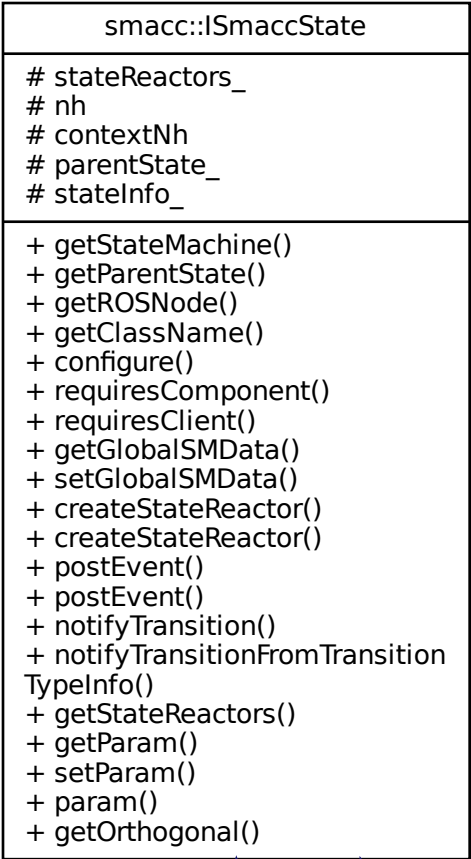 smacc::ISmaccState
# stateReactors_
# nh
# contextNh
# parentState_
# stateInfo_
+ getStateMachine()
+ getParentState()
+ getROSNode()
+ getClassName()
+ configure()
+ requiresComponent()
+ requiresClient()
+ getGlobalSMData()
+ setGlobalSMData()
+ createStateReactor()
+ createStateReactor()
+ postEvent()
+ postEvent()
+ notifyTransition()
+ notifyTransitionFromTransition
TypeInfo()
+ getStateReactors()
+ getParam()
+ setParam()
+ param()
+ getOrthogonal()